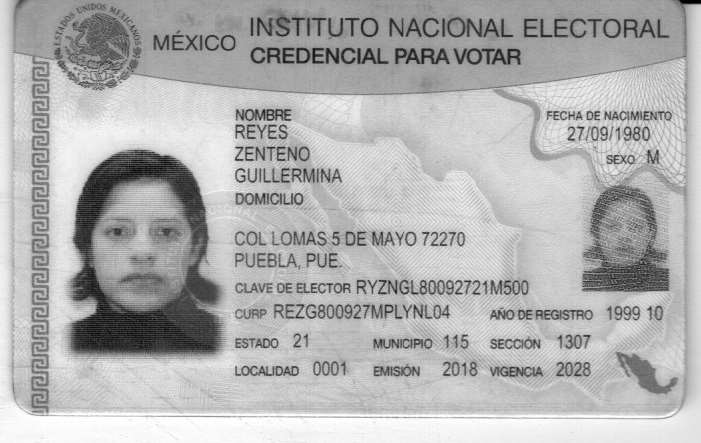 ESTADOS UNIDOS MEXICANOS
MÉXICO INSTITUTO NACIONAL ELECTORAL
CREDENCIAL PARA VOTAR
NOMBRE
REYES
ZENTENO
GUILLERMINA
FECHA DE NACIMIENTO
27/09/1980
SEXO M
DOMICILIO
COL LOMAS 5 DE MAYO 72270
PUEBLA, PUE.
CLAVE DE ELECTOR RYZNGL80092721M500
CURP REZG800927MPLYNL04 AÑO DE REGISTRO 1999 10
ESTADO 21 MUNICIPIO 115 SECCIÓN 1307
LOCALIDAD 0001 EMISIÓN 2018 VIGENCIA 2028